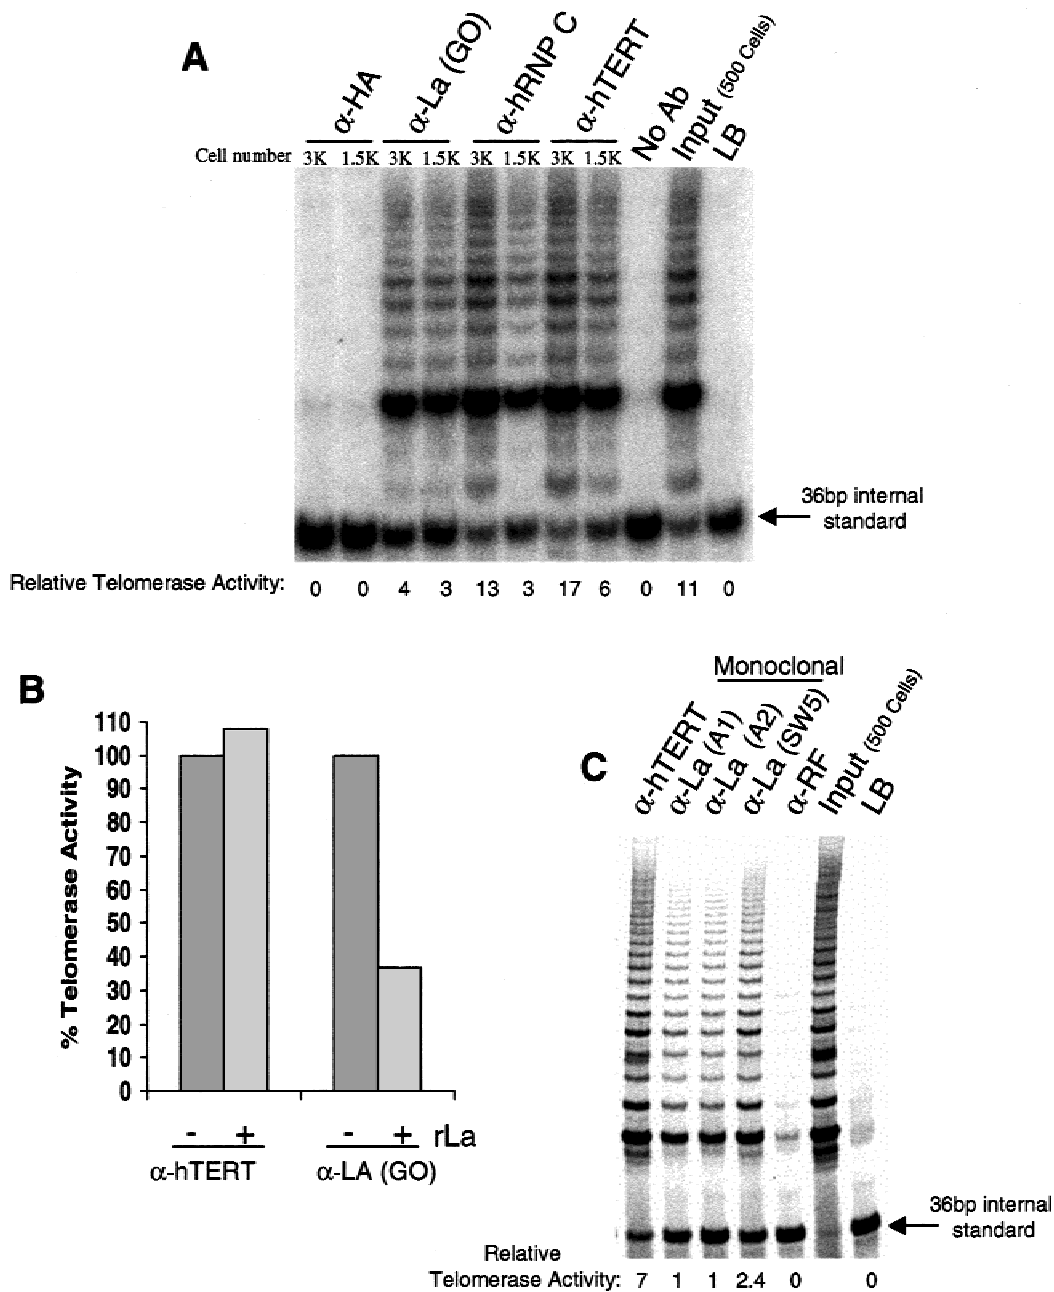 A
α-HA
α-La (GO)
α-hRNP C
α-hTERT
No Ab
Input (500 Cells)
LB
Cell number 3K 1.5K 3K 1.5K 3K 1.5K 3K 1.5K
36bp internal
standard
Relative Telomerase Activity: 0 0 4 3 13 3 17 6 0 11 0
B
110
100
90
80
70
60
50
40
30
20
10
0
% Telomerase Activity
- + - + rLa
α-hTERT α-LA (GO)
C
Monoclonal
α-hTERT
α-La (A1)
α-La (A2)
α-La (SW5)
α-RF
Input (500 Cells)
LB
36bp internal
standard
Relative
Telomerase Activity: 7 1 1 2.4 0 0